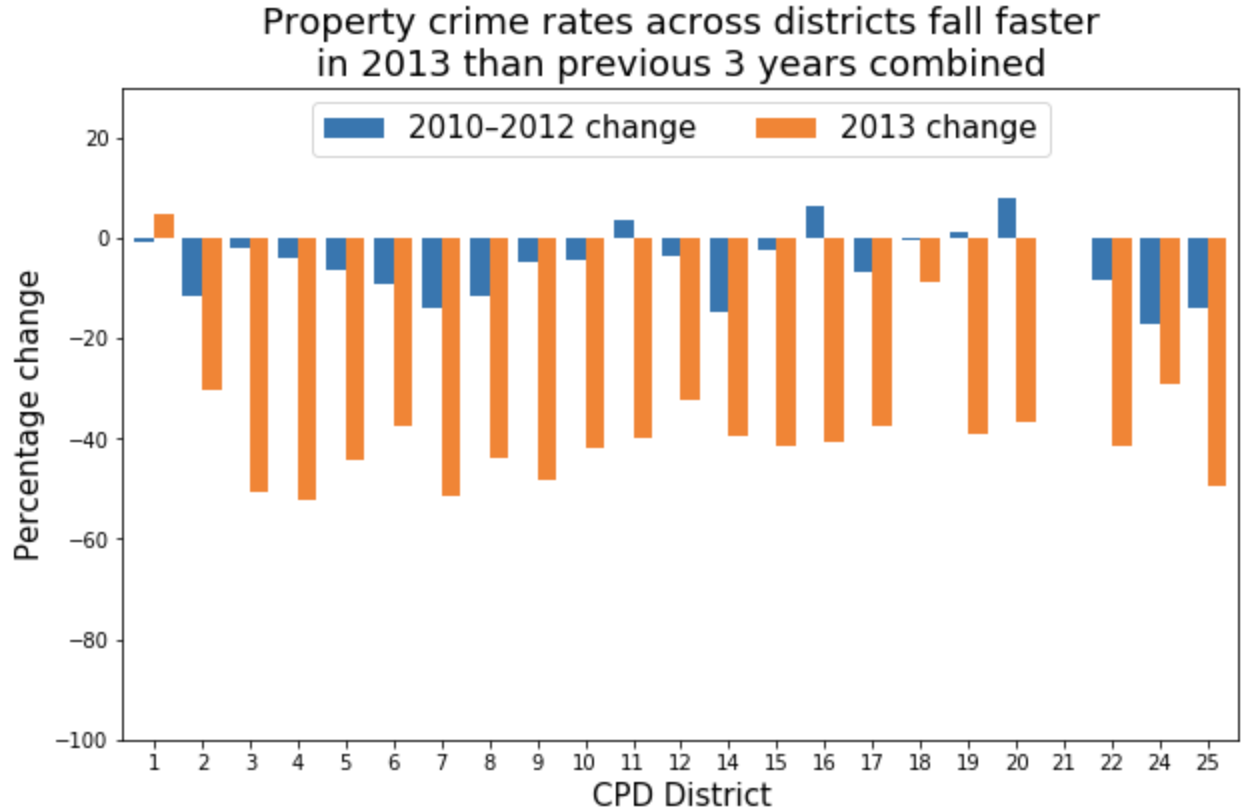 Property crime rates across districts fall faster
in 2013 than previous 3 years combined
2010–2012 change 2013 change
20
0
−20
−40
−60
−80
−100
Percentage change
1 2 3 4 5 6 7 8 9 10 11 12 14 15 16 17 18 19 20 21 22 24 25
CPD District